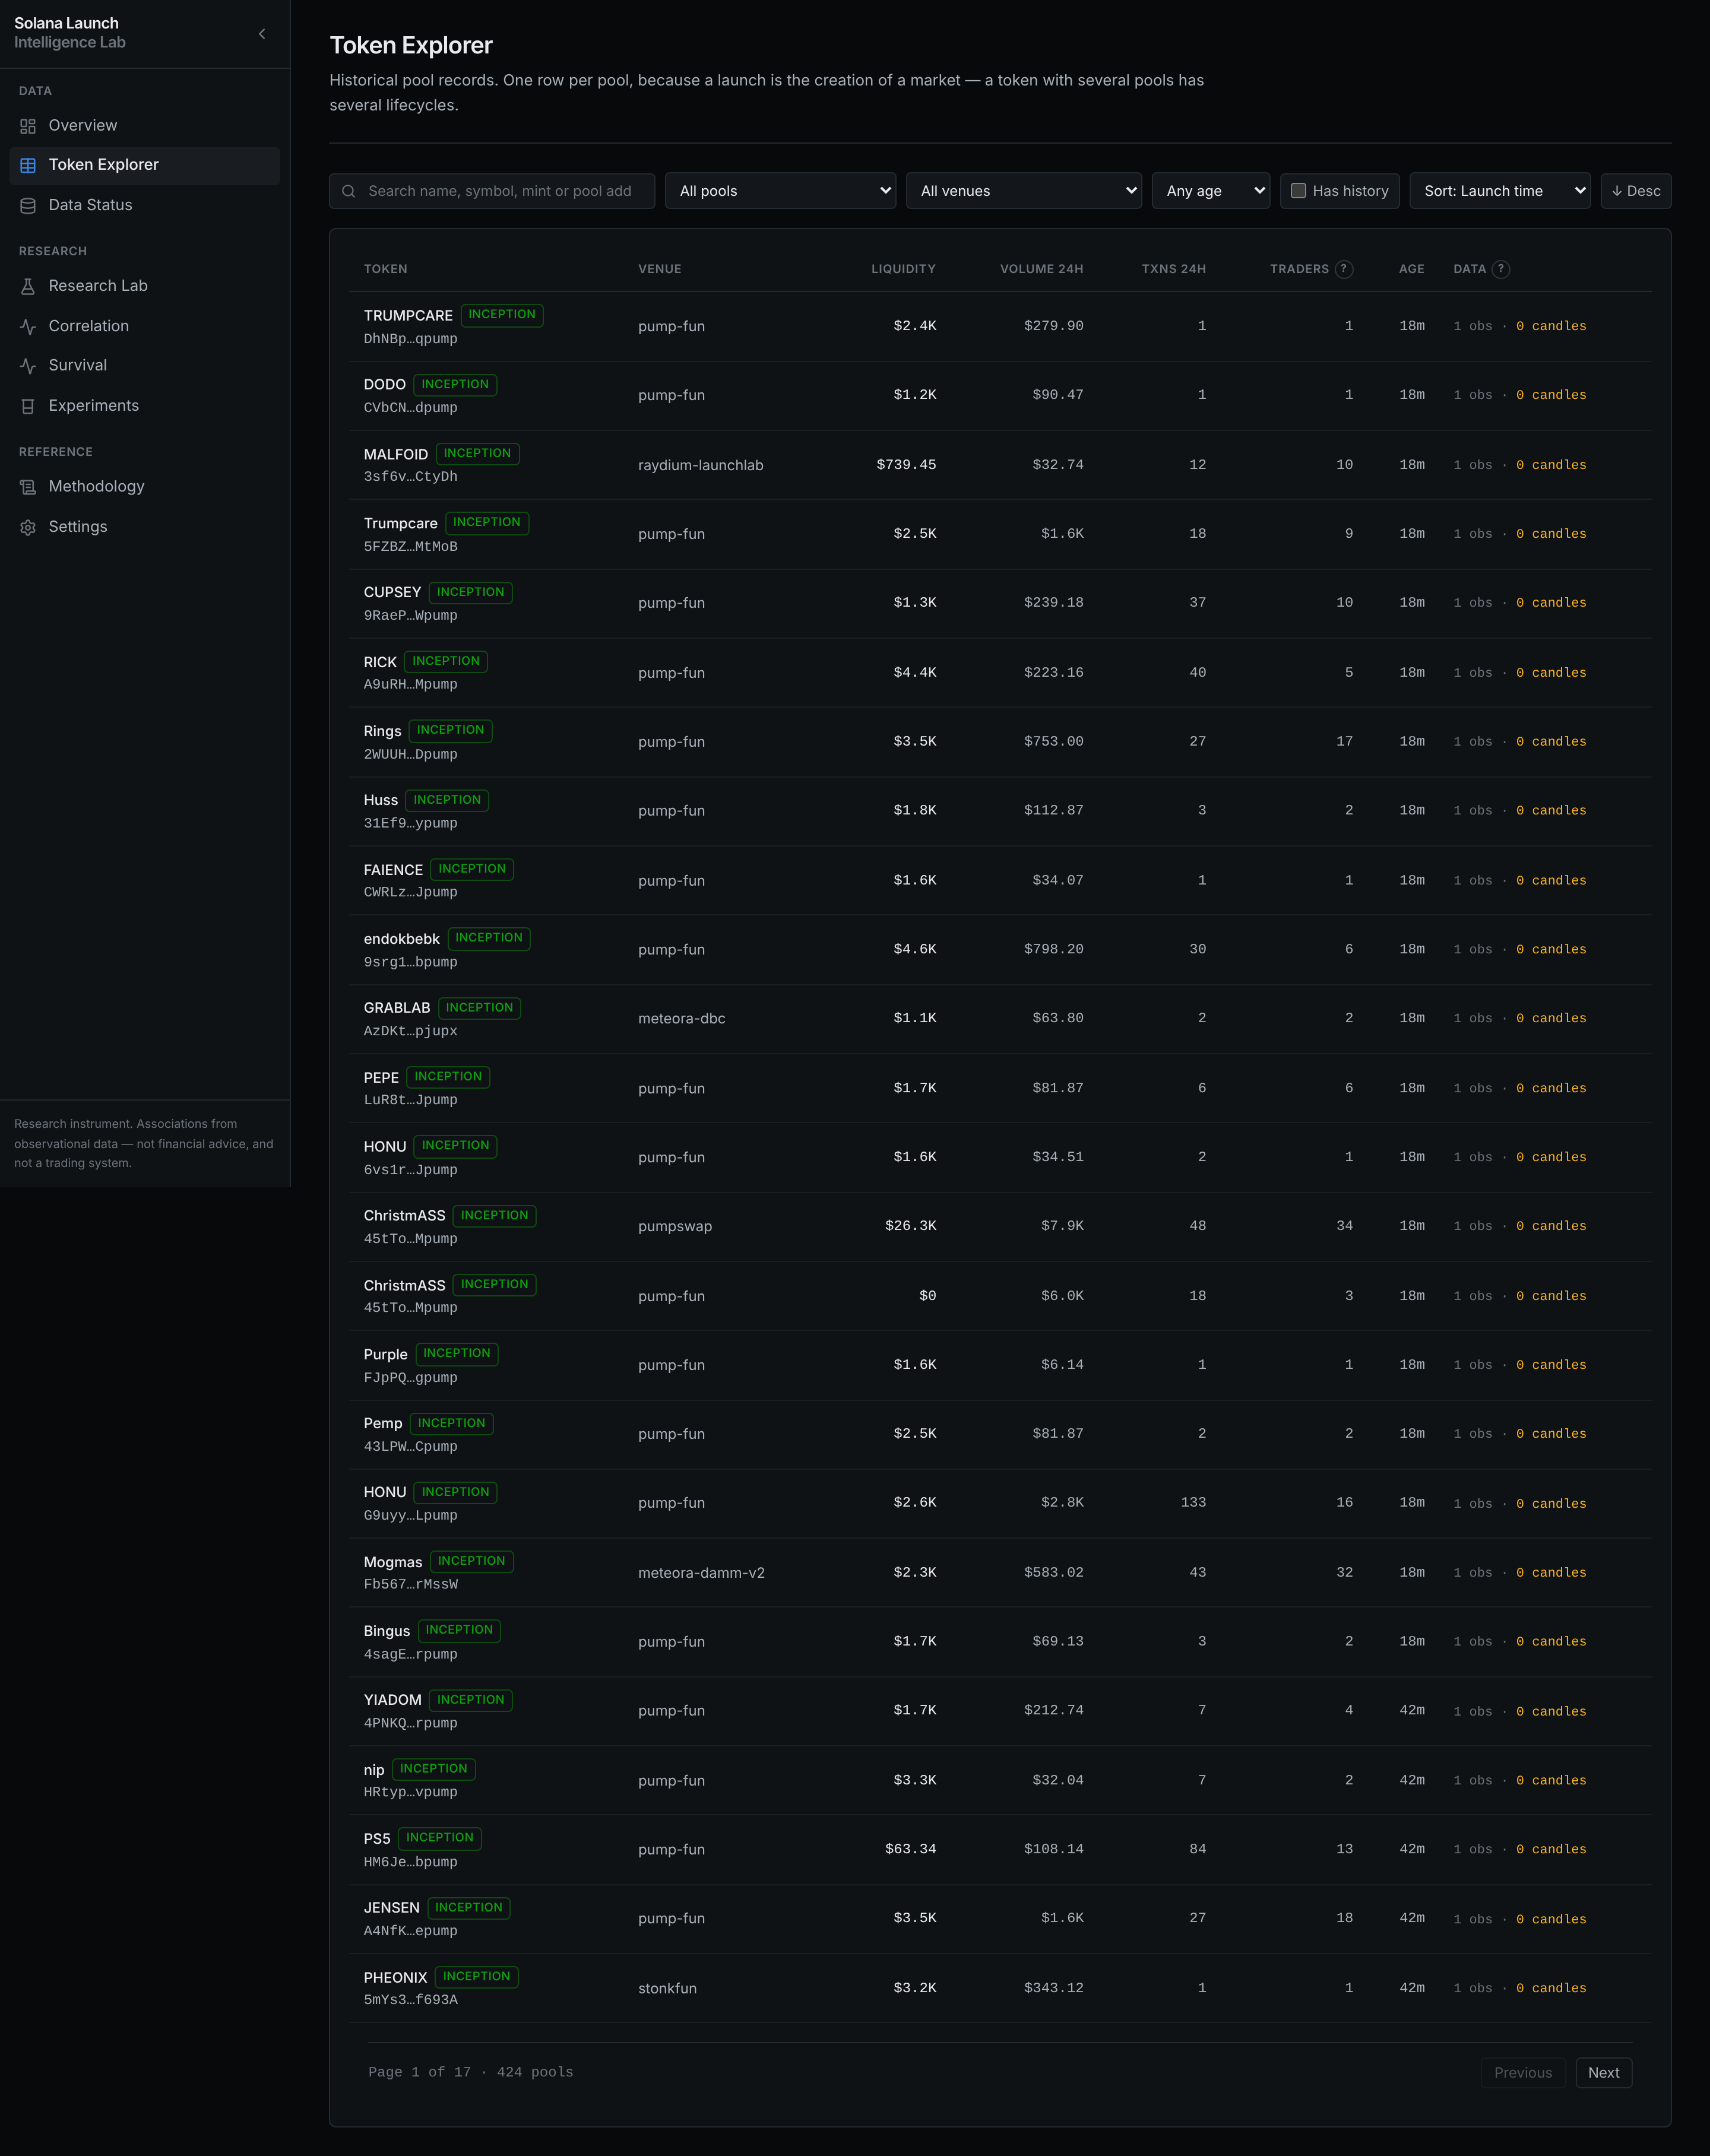 Solana Launch
Intelligence Lab
DATA
Overview
Token Explorer
Data Status
RESEARCH
Research Lab
Correlation
Survival
Experiments
REFERENCE
Methodology
Settings
Research instrument. Associations from
observational data — not financial advice, and
not a trading system.
Token Explorer
Historical pool records. One row per pool, because a launch is the creation of a market — a token with several pools has
several lifecycles.
Search name, symbol, mint or pool add All pools All venues Any age Has history Sort: Launch time ↓ Desc
TOKEN VENUE LIQUIDITY VOLUME 24H TXNS 24H TRADERS ? AGE DATA ?
TRUMPCARE INCEPTION
DhNBp…qpump pump-fun $2.4K $279.90 1 1 18m 1 obs · 0 candles
DODO INCEPTION
CVbCN…dpump pump-fun $1.2K $90.47 1 1 18m 1 obs · 0 candles
MALFOID INCEPTION
3sf6v…CtyDh raydium-launchlab $739.45 $32.74 12 10 18m 1 obs · 0 candles
Trumpcare INCEPTION
5FZBZ…MtMoB pump-fun $2.5K $1.6K 18 9 18m 1 obs · 0 candles
CUPSEY INCEPTION
9RaeP…Wpump pump-fun $1.3K $239.18 37 10 18m 1 obs · 0 candles
RICK INCEPTION
A9uRH…Mpump pump-fun $4.4K $223.16 40 5 18m 1 obs · 0 candles
Rings INCEPTION
2WUUH…Dpump pump-fun $3.5K $753.00 27 17 18m 1 obs · 0 candles
Huss INCEPTION
31Ef9…ypump pump-fun $1.8K $112.87 3 2 18m 1 obs · 0 candles
FAIENCE INCEPTION
CWRLz…Jpump pump-fun $1.6K $34.07 1 1 18m 1 obs · 0 candles
endokbebk INCEPTION
9srg1…bpump pump-fun $4.6K $798.20 30 6 18m 1 obs · 0 candles
GRABLAB INCEPTION
AzDKt…pjupx meteora-dbc $1.1K $63.80 2 2 18m 1 obs · 0 candles
PEPE INCEPTION
LuR8t…Jpump pump-fun $1.7K $81.87 6 6 18m 1 obs · 0 candles
HONU INCEPTION
6vs1r…Jpump pump-fun $1.6K $34.51 2 1 18m 1 obs · 0 candles
ChristmASS INCEPTION
45tTo…Mpump pumpswap $26.3K $7.9K 48 34 18m 1 obs · 0 candles
ChristmASS INCEPTION
45tTo…Mpump pump-fun $0 $6.0K 18 3 18m 1 obs · 0 candles
Purple INCEPTION
FJpPQ…gpump pump-fun $1.6K $6.14 1 1 18m 1 obs · 0 candles
Pemp INCEPTION
43LPW…Cpump pump-fun $2.5K $81.87 2 2 18m 1 obs · 0 candles
HONU INCEPTION
G9uyy…Lpump pump-fun $2.6K $2.8K 133 16 18m 1 obs · 0 candles
Mogmas INCEPTION
Fb567…rMssW meteora-damm-v2 $2.3K $583.02 43 32 18m 1 obs · 0 candles
Bingus INCEPTION
4sagE…rpump pump-fun $1.7K $69.13 3 2 18m 1 obs · 0 candles
YIADOM INCEPTION
4PNKQ…rpump pump-fun $1.7K $212.74 7 4 42m 1 obs · 0 candles
nip INCEPTION
HRtyp…vpump pump-fun $3.3K $32.04 7 2 42m 1 obs · 0 candles
PS5 INCEPTION
HM6Je…bpump pump-fun $63.34 $108.14 84 13 42m 1 obs · 0 candles
JENSEN INCEPTION
A4NfK…epump pump-fun $3.5K $1.6K 27 18 42m 1 obs · 0 candles
PHEONIX INCEPTION
5mYs3…f693A stonkfun $3.2K $343.12 1 1 42m 1 obs · 0 candles
Page 1 of 17 · 424 pools Previous Next